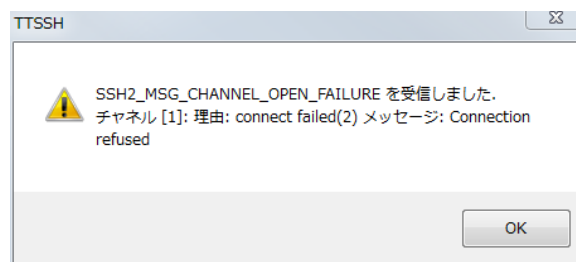 TTSSH
SSH2_MSG_CHANNEL_OPEN_FAILURE を受信しました.
チャネル [1]: 理由: connect failed(2) メッセージ: Connection
refused
OK